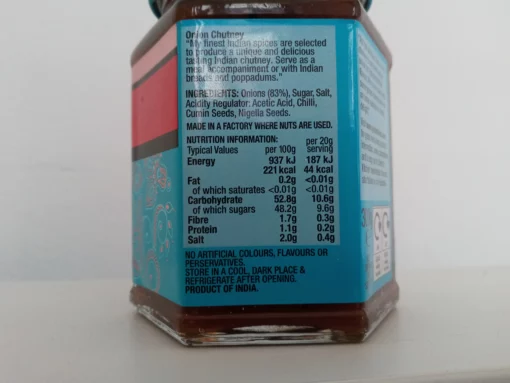 Onion Chutney
"My finest Indian spices are selected
to produce a unique and delicious
tasting Indian chutney. Serve as a
meal accompaniment or with Indian
breads and poppadums."
INGREDIENTS: Onions (83%), Sugar, Salt,
Acidity Regulator: Acetic Acid, Chilli,
Cumin Seeds, Nigella Seeds.
MADE IN A FACTORY WHERE NUTS ARE USED.
NUTRITION INFORMATION:
Typical Values per 100g per 20g serving
Energy 937 kJ 187 kJ
221 kcal 44 kcal
Fat 0.2g <0.01g
of which saturates <0.01g <0.01g
Carbohydrate 52.8g 10.6g
of which sugars 48.2g 9.6g
Fibre 1.7g 0.3g
Protein 1.1g 0.2g
Salt 2.0g 0.4g
NO ARTIFICIAL COLOURS, FLAVOURS OR
PERSERVATIVES.
STORE IN A COOL, DARK PLACE &
REFRIGERATE AFTER OPENING.
PRODUCT OF INDIA.